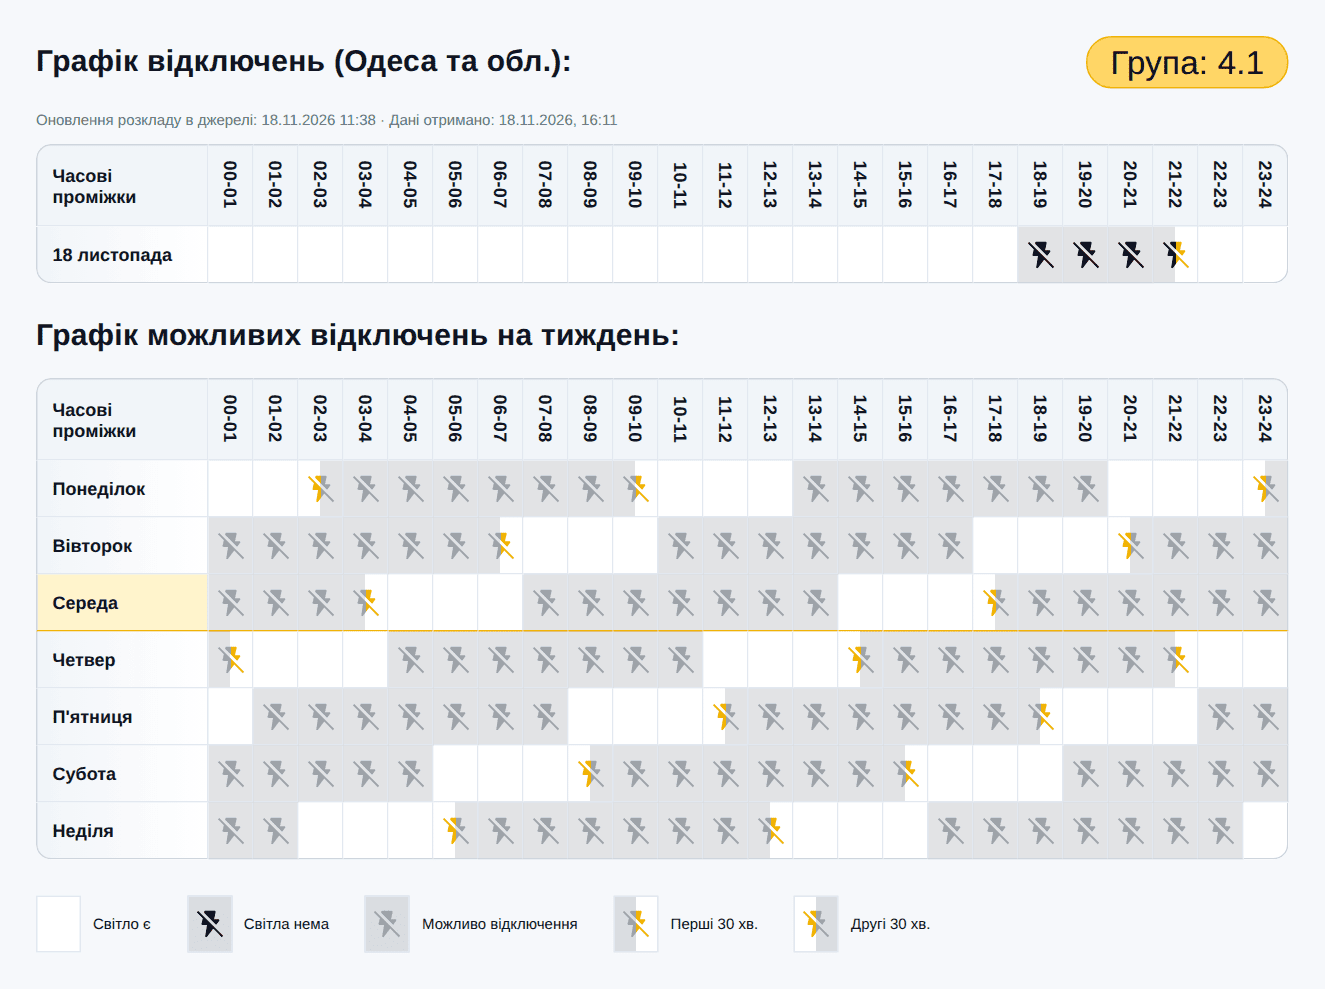 Графік відключень (Одеса та обл.):
Група: 4.1
Оновлення розкладу в джерелі: 18.11.2026 11:38 · Дані отримано: 18.11.2026, 16:11
Часові проміжки 00-01 01-02 02-03 03-04 04-05 05-06 06-07 07-08 08-09 09-10 10-11 11-12 12-13 13-14 14-15 15-16 16-17 17-18 18-19 19-20 20-21 21-22 22-23 23-24
18 листопада
Графік можливих відключень на тиждень:
Часові проміжки 00-01 01-02 02-03 03-04 04-05 05-06 06-07 07-08 08-09 09-10 10-11 11-12 12-13 13-14 14-15 15-16 16-17 17-18 18-19 19-20 20-21 21-22 22-23 23-24
Понеділок
Вівторок
Середа
Четвер
П'ятниця
Субота
Неділя
Світло є
Світла нема
Можливо відключення
Перші 30 хв.
Другі 30 хв.